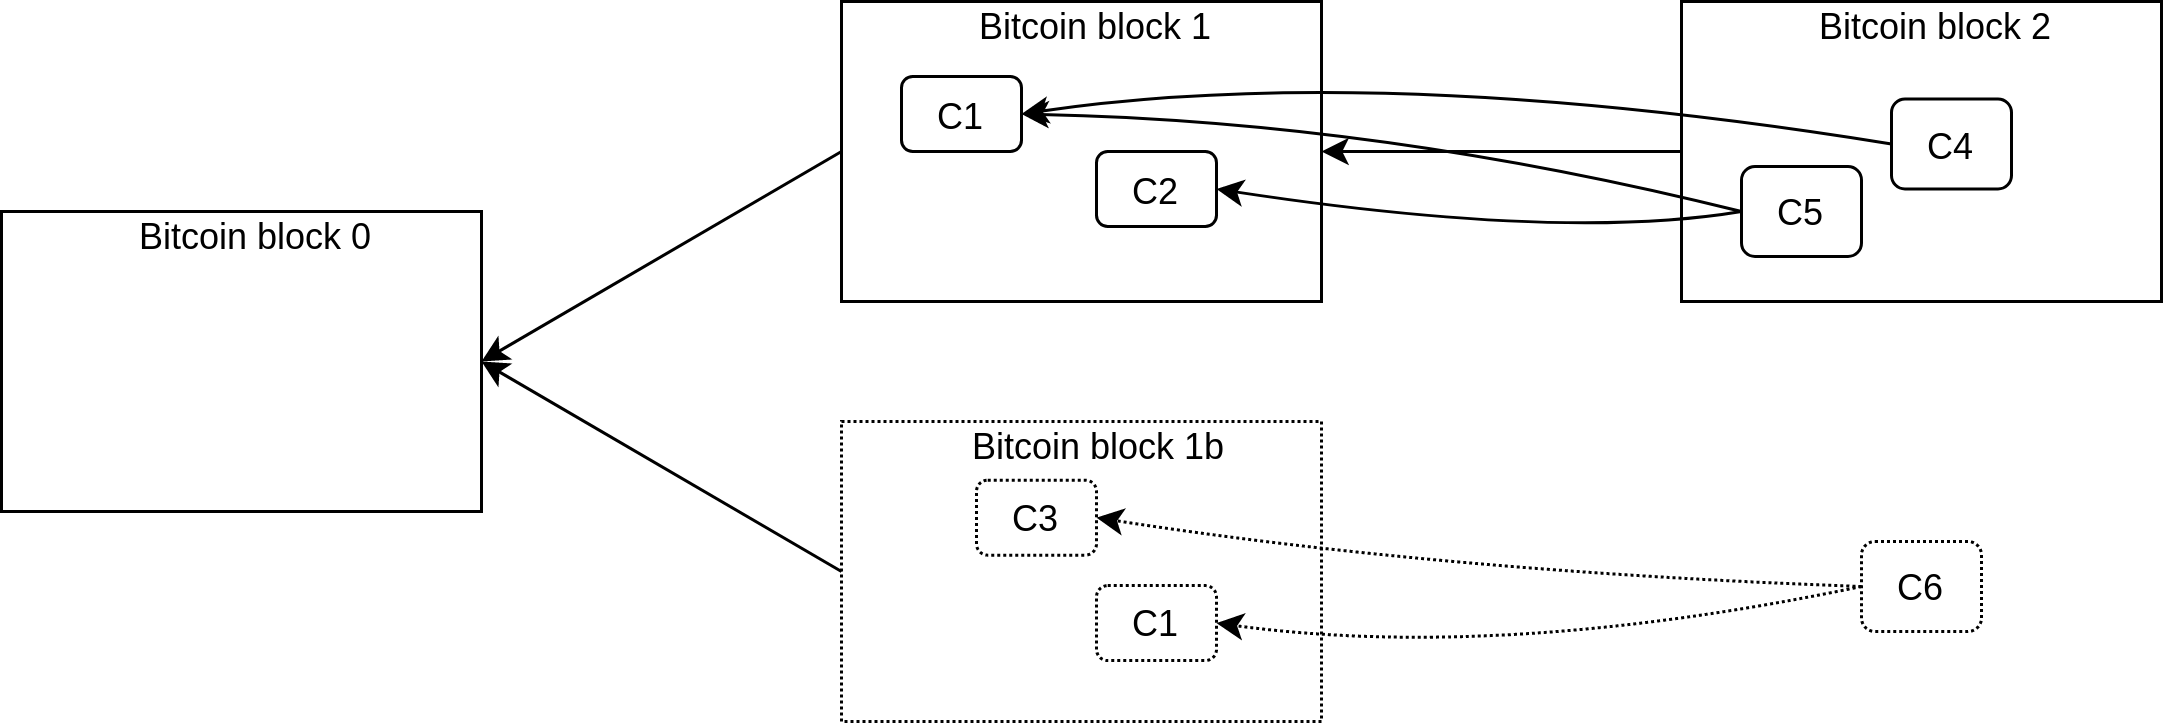 Bitcoin block 0
Bitcoin block 1
C1
C2
Bitcoin block 2
C4
C5
Bitcoin block 1b
C3
C1
C6